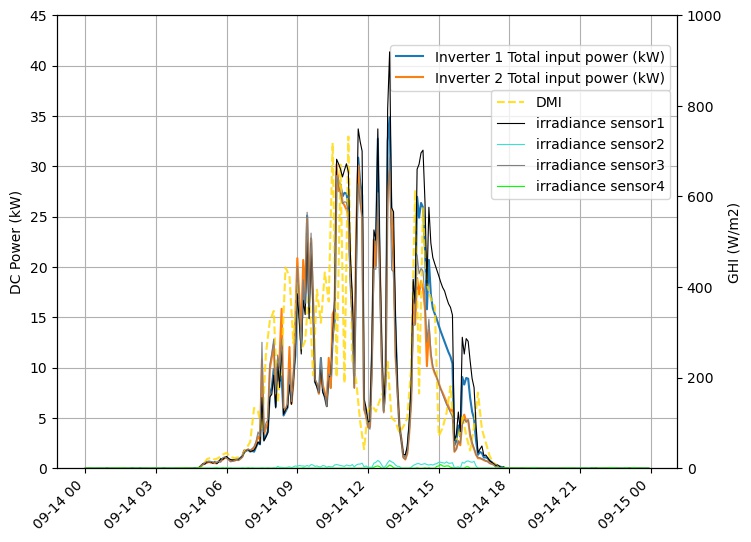 45
40
35
30
25
20
15
10
5
0
DC Power (kW)
1000
800
600
400
200
0
GHI (W/m2)
Inverter 1 Total input power (kW)
Inverter 2 Total input power (kW)
DMI
irradiance sensor1
irradiance sensor2
irradiance sensor3
irradiance sensor4
09-14 00
09-14 03
09-14 06
09-14 09
09-14 12
09-14 15
09-14 18
09-14 21
09-15 00